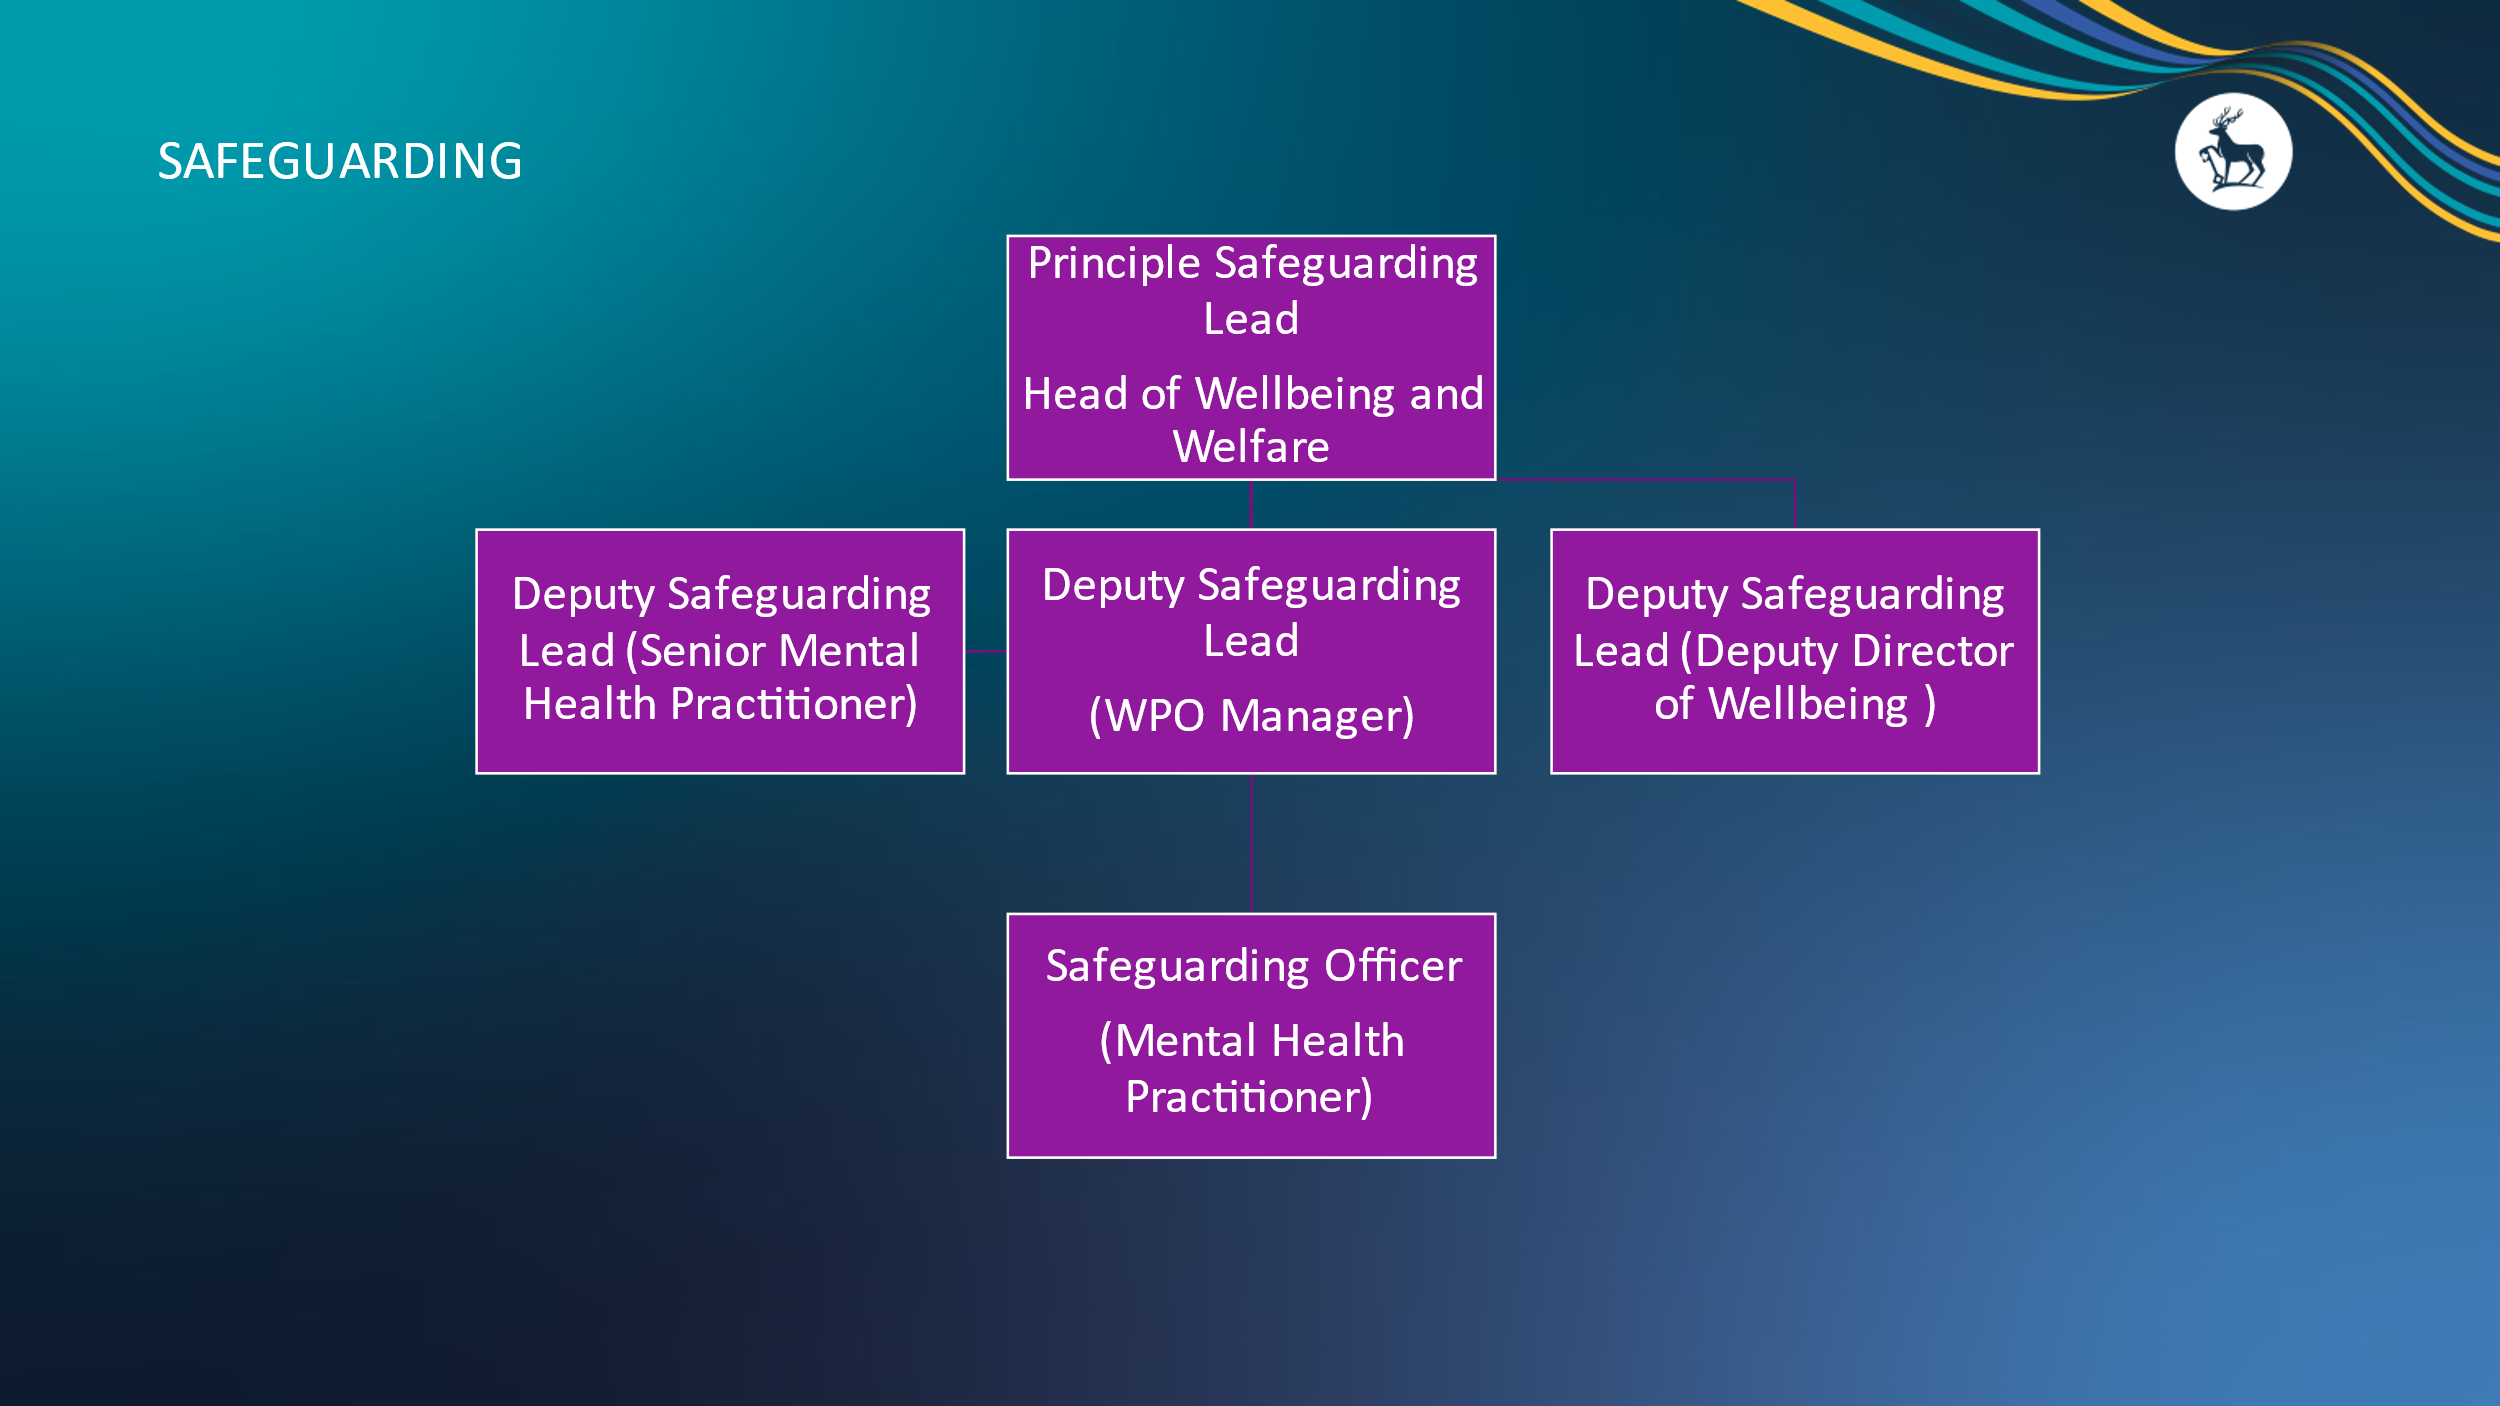 SAFEGUARDING
Principle Safeguarding
Lead
Head of Wellbeing and
Welfare
Deputy Safeguarding
Lead (Senior Mental
Health Practitioner)
Deputy Safeguarding
Lead
(WPO Manager)
Deputy Safeguarding
Lead (Deputy Director
of Wellbeing )
Safeguarding Officer
(Mental Health
Practitioner)